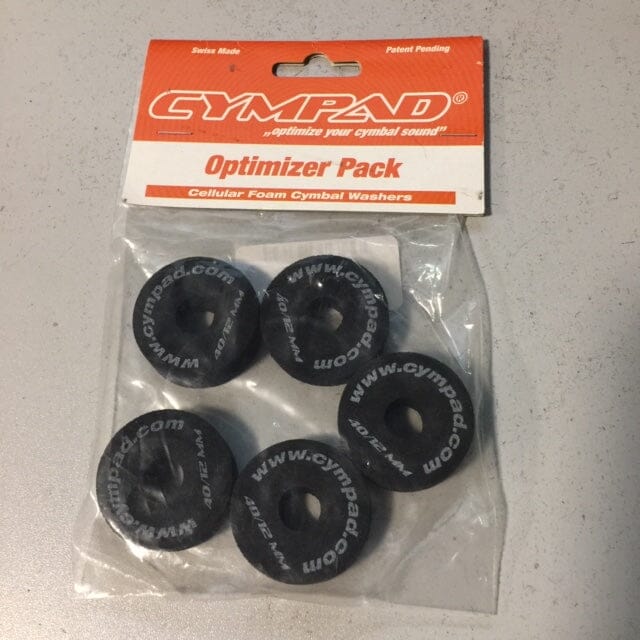 Swiss Made
Patent Pending
CYMPAD®
„optimize your cymbal sound"
Optimizer Pack
Cellular Foam Cymbal Washers
www.cympad.com
40/12 MM
www.cympad.com
40/12 MM
www.cympad.com
40/12 MM
www.cympad.com
40/12 MM
www.cympad.com
40/12 MM